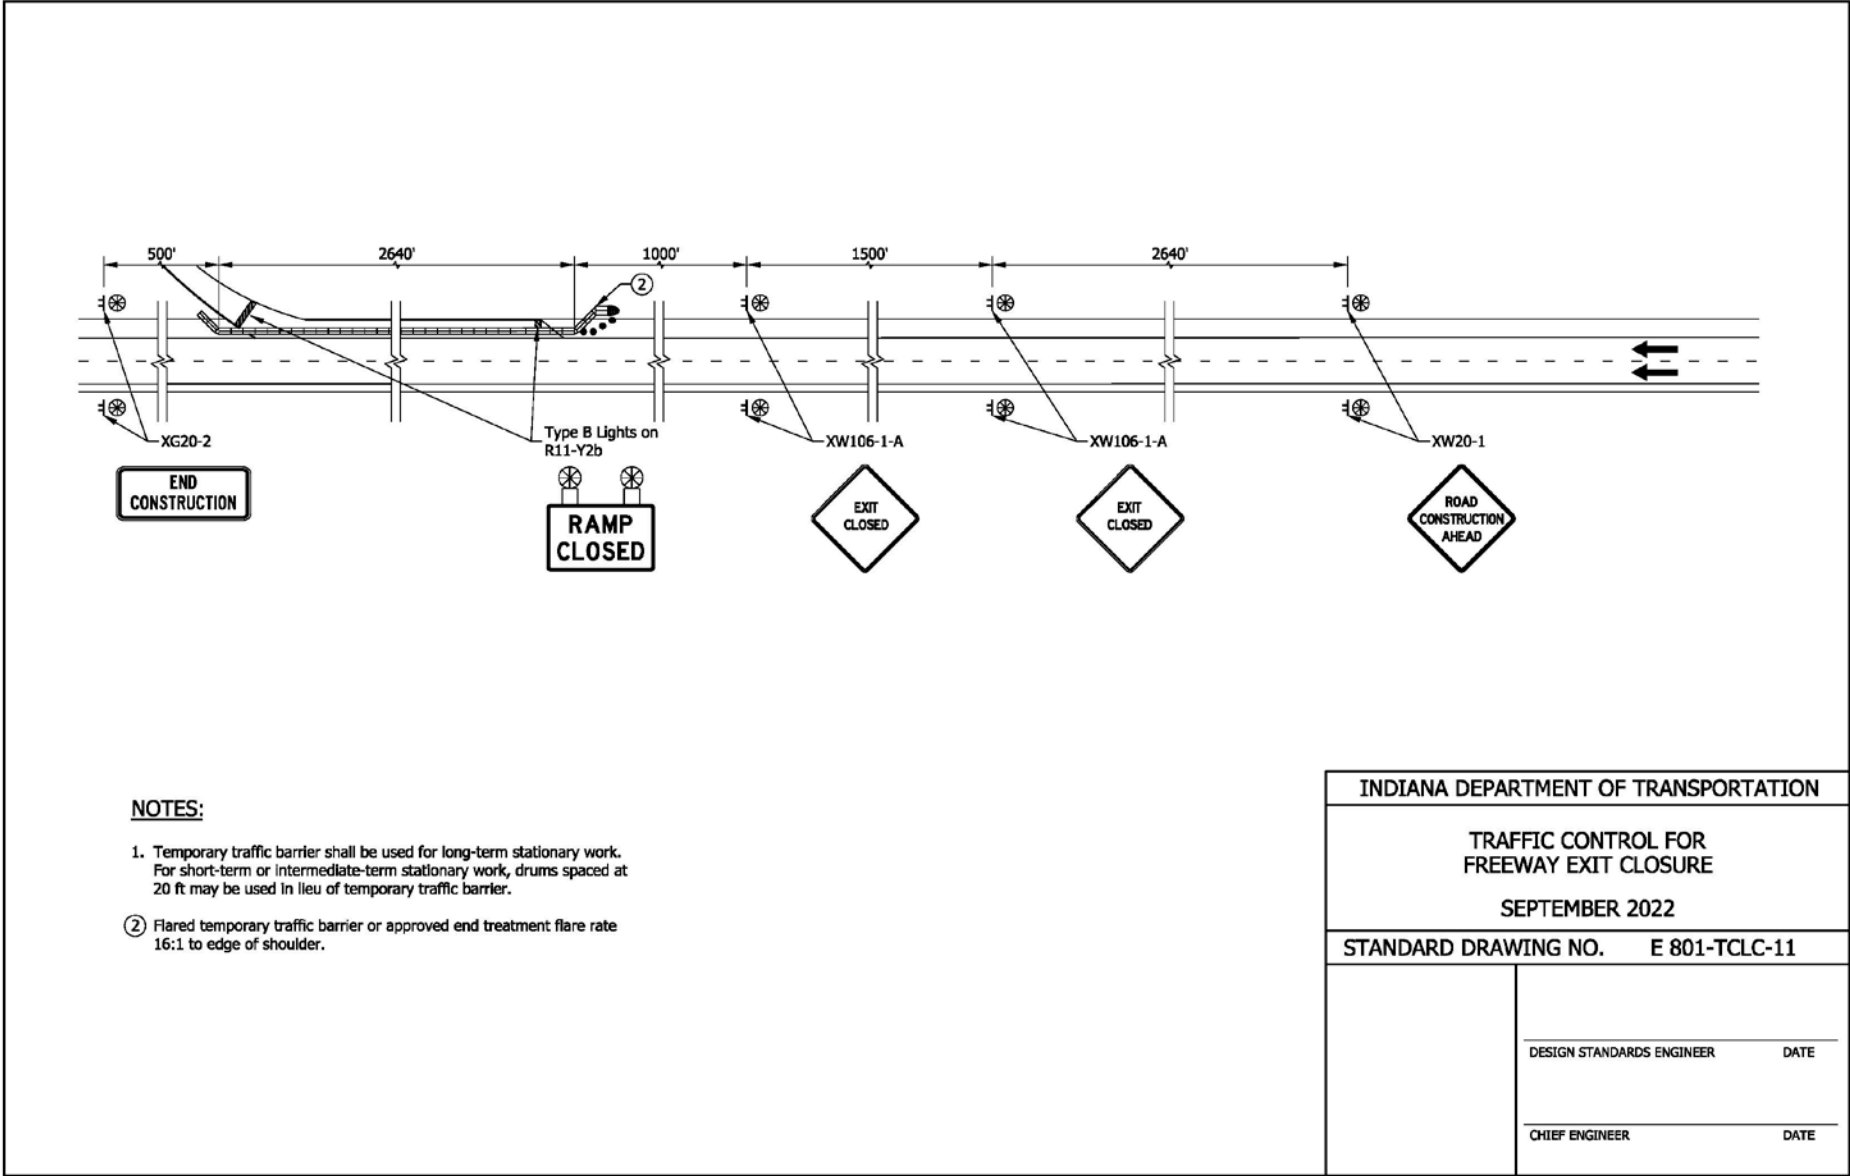 500'
2640'
1000'
1500'
2640'
2
XG20-2
Type B Lights on
R11-Y2b
XW106-1-A
XW106-1-A
XW20-1
END
CONSTRUCTION
RAMP
CLOSED
EXIT
CLOSED
EXIT
CLOSED
ROAD
CONSTRUCTION
AHEAD
NOTES:
1. Temporary traffic barrier shall be used for long-term stationary work.
For short-term or intermediate-term stationary work, drums spaced at
20 ft may be used in lieu of temporary traffic barrier.
2 Flared temporary traffic barrier or approved end treatment flare rate
16:1 to edge of shoulder.
INDIANA DEPARTMENT OF TRANSPORTATION
TRAFFIC CONTROL FOR
FREEWAY EXIT CLOSURE
SEPTEMBER 2022
STANDARD DRAWING NO. E 801-TCLC-11
DESIGN STANDARDS ENGINEER DATE
CHIEF ENGINEER DATE